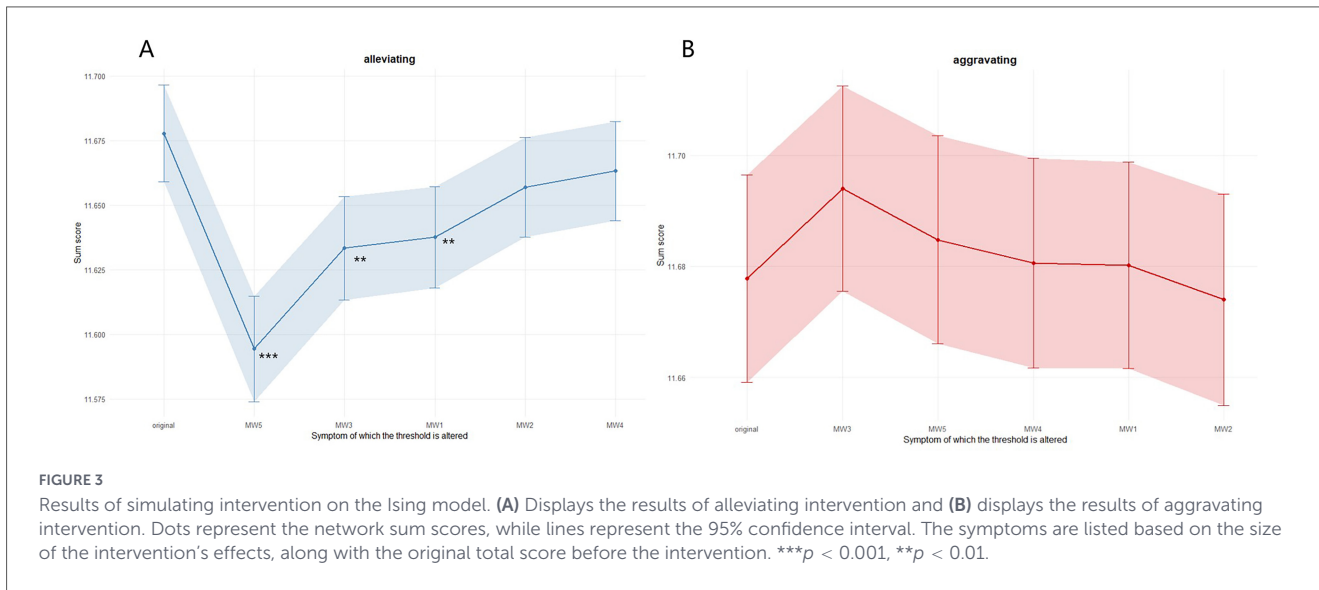 A
alleviating
11.700
11.675
11.650
11.625
11.600
11.575
Sum score
**
**
***
original
MW5
MW3
MW1
MW2
MW4
Symptom of which the threshold is altered
B
aggravating
11.70
11.68
11.66
Sum score
original
MW3
MW5
MW4
MW1
MW2
Symptom of which the threshold is altered
FIGURE 3
Results of simulating intervention on the Ising model. (A) Displays the results of alleviating intervention and (B) displays the results of aggravating
intervention. Dots represent the network sum scores, while lines represent the 95% confidence interval. The symptoms are listed based on the size
of the intervention's effects, along with the original total score before the intervention. ***p < 0.001, **p < 0.01.